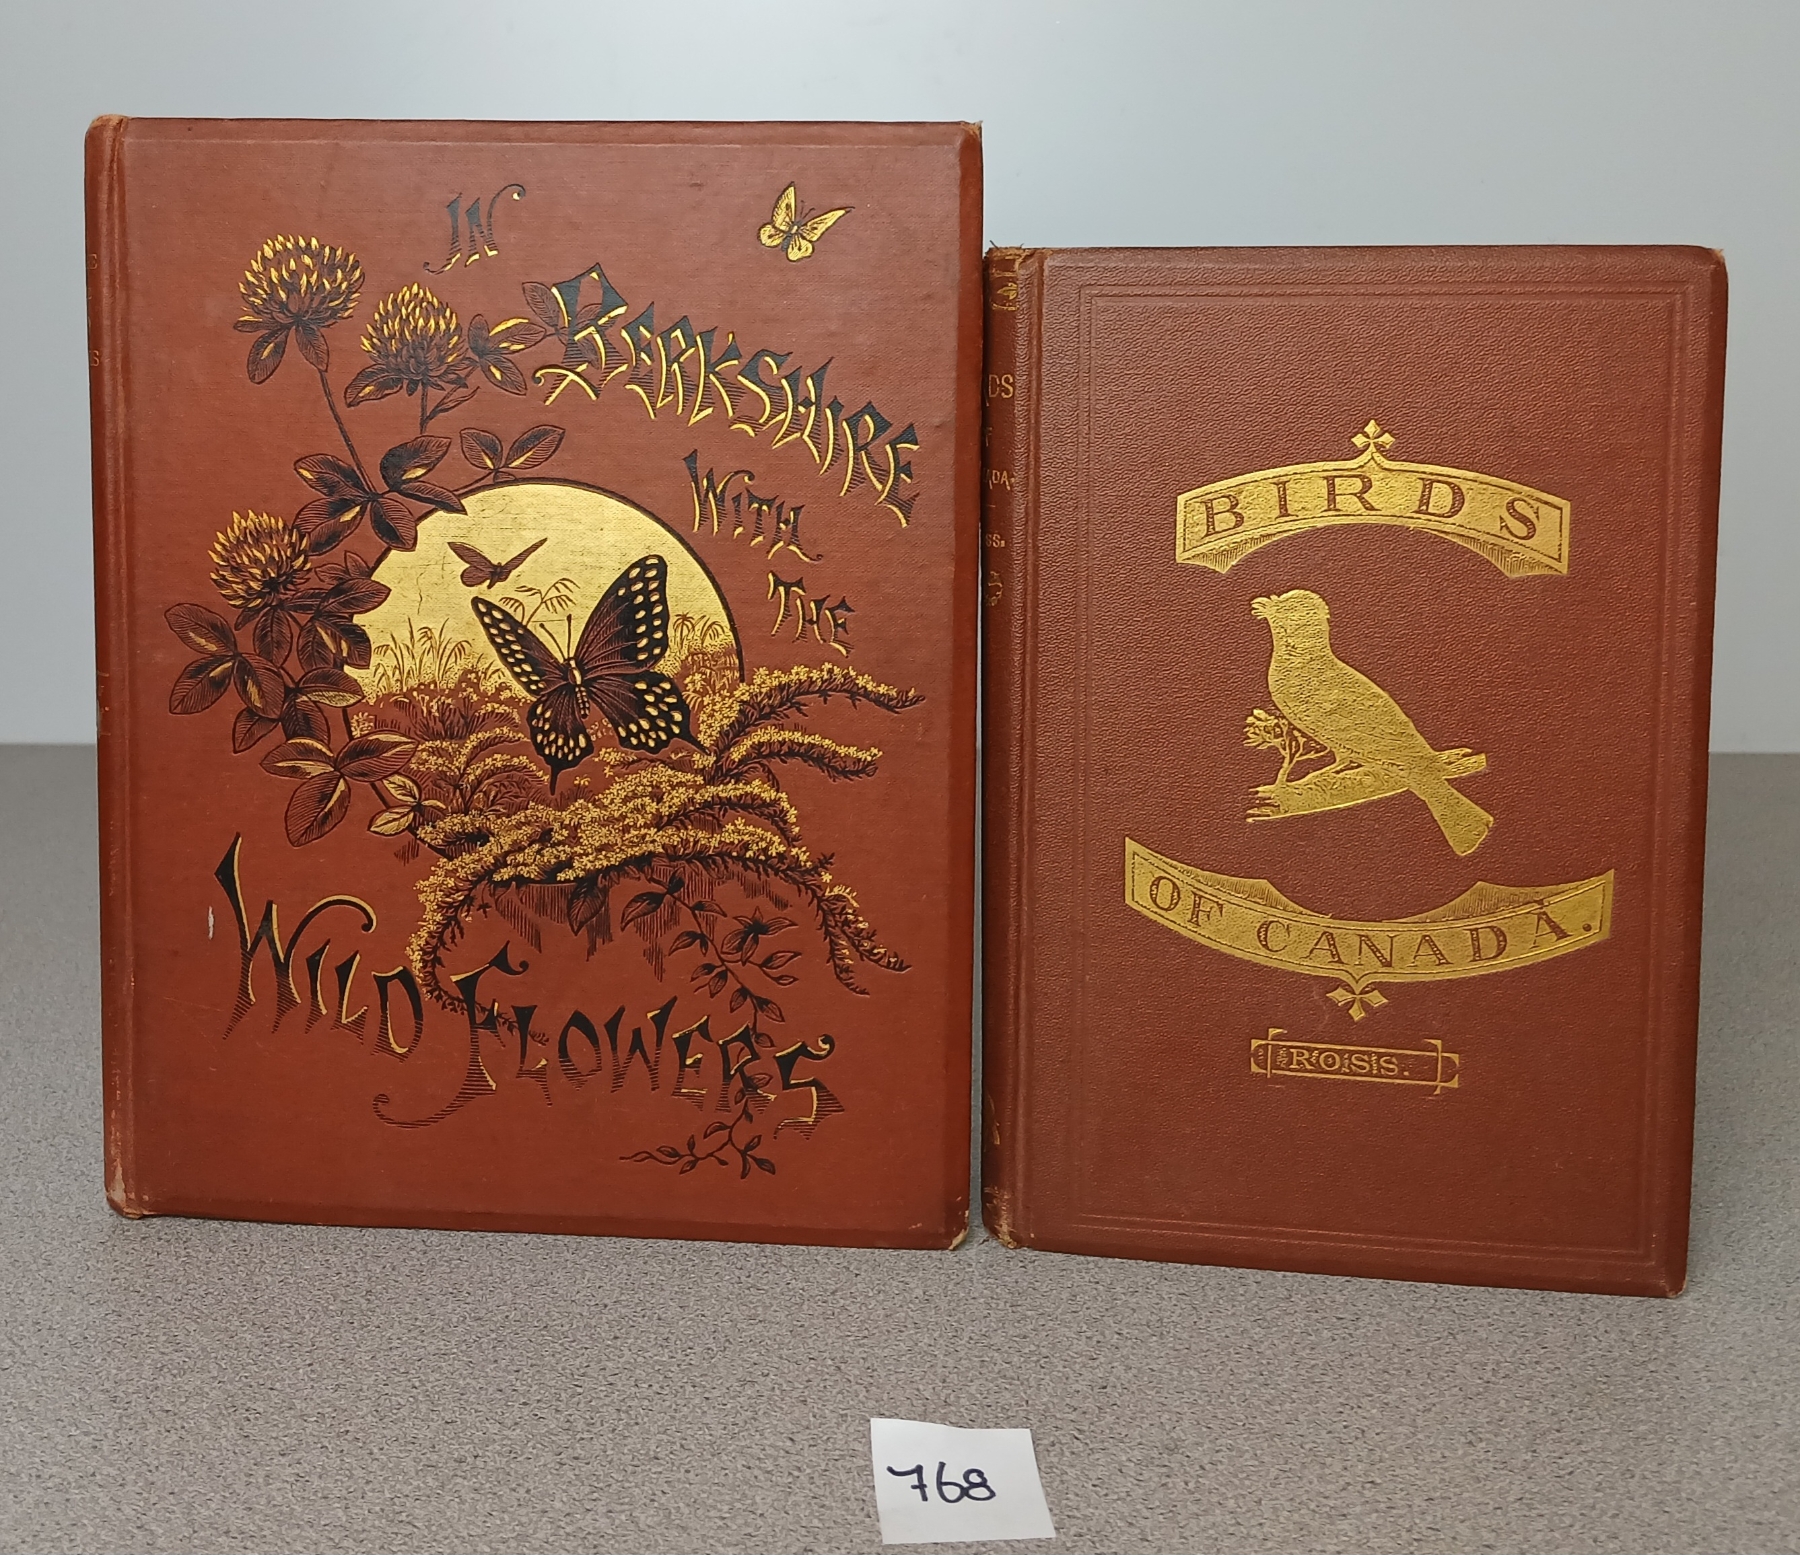 IN
BERKSHIRE
WITH
THE
WILD FLOWERS
BIRDS
OF CANADA.
ROSS.
768